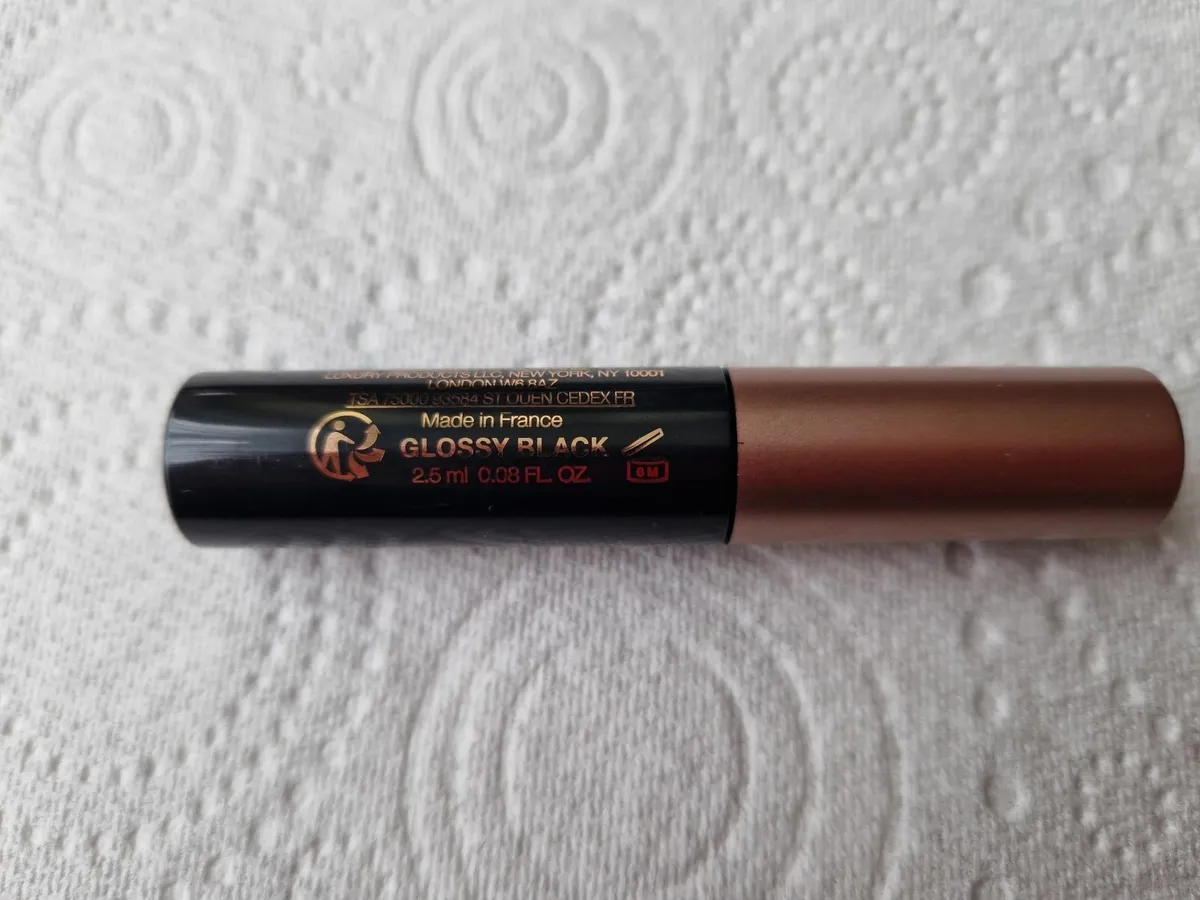 LUXURY PRODUCTS LLC, NEW YORK, NY 10001
LONDON W6 8AZ
TSA 75000 93584 ST OUEN CEDEX FR
Made in France
GLOSSY BLACK
2.5 ml 0.08 FL. OZ.
6M